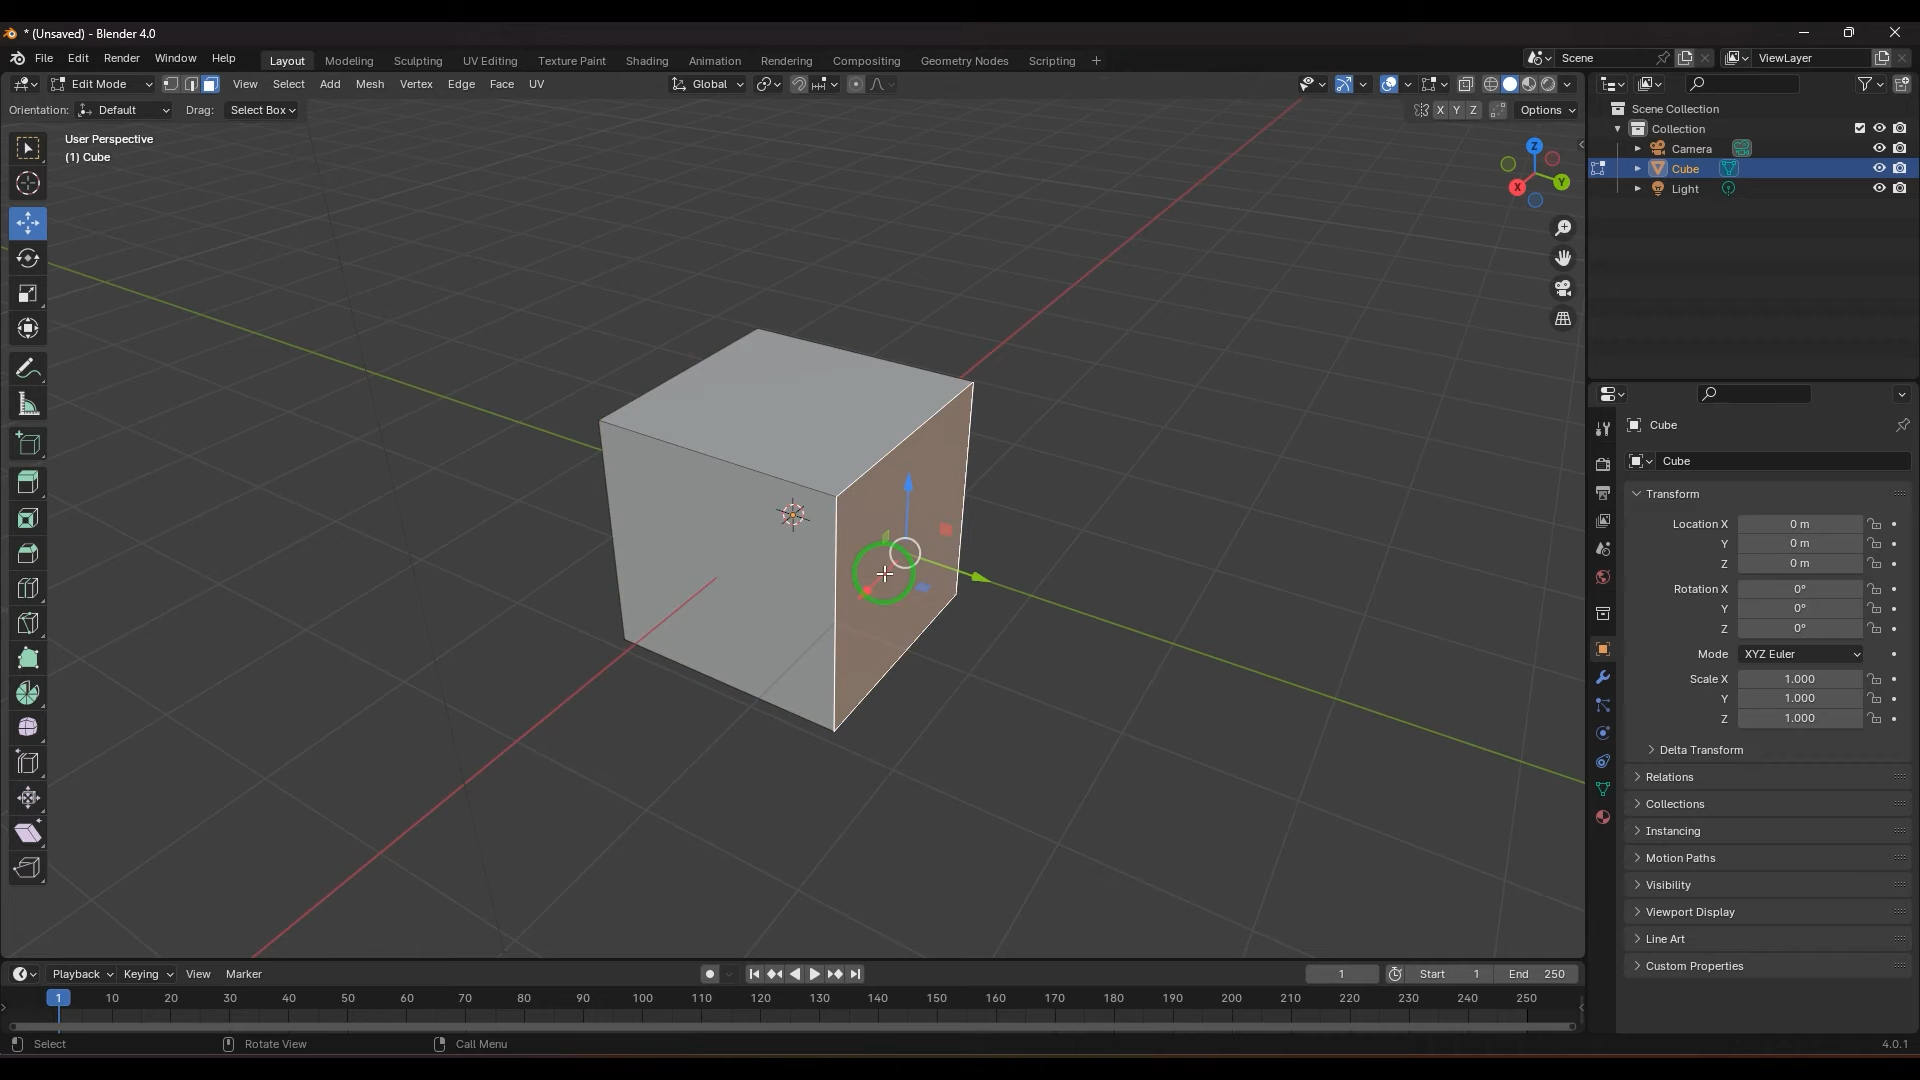 * (Unsaved) - Blender 4.0
File Edit Render Window Help Layout Modeling Sculpting UV Editing Texture Paint Shading Animation Rendering Compositing Geometry Nodes Scripting + Scene ViewLayer
Edit Mode View Select Add Mesh Vertex Edge Face UV Global
Orientation: Default Drag: Select Box X Y Z Options
User Perspective
(1) Cube
Z
Y
X
Scene Collection
Collection
Camera
Cube
Light
Cube
Cube
Transform
Location X 0 m
Y 0 m
Z 0 m
Rotation X 0°
Y 0°
Z 0°
Mode XYZ Euler
Scale X 1.000
Y 1.000
Z 1.000
Delta Transform
Relations
Collections
Instancing
Motion Paths
Visibility
Viewport Display
Line Art
Custom Properties
Playback Keying View Marker 1 Start 1 End 250
1 10 20 30 40 50 60 70 80 90 100 110 120 130 140 150 160 170 180 190 200 210 220 230 240 250
Select Rotate View Call Menu 4.0.1